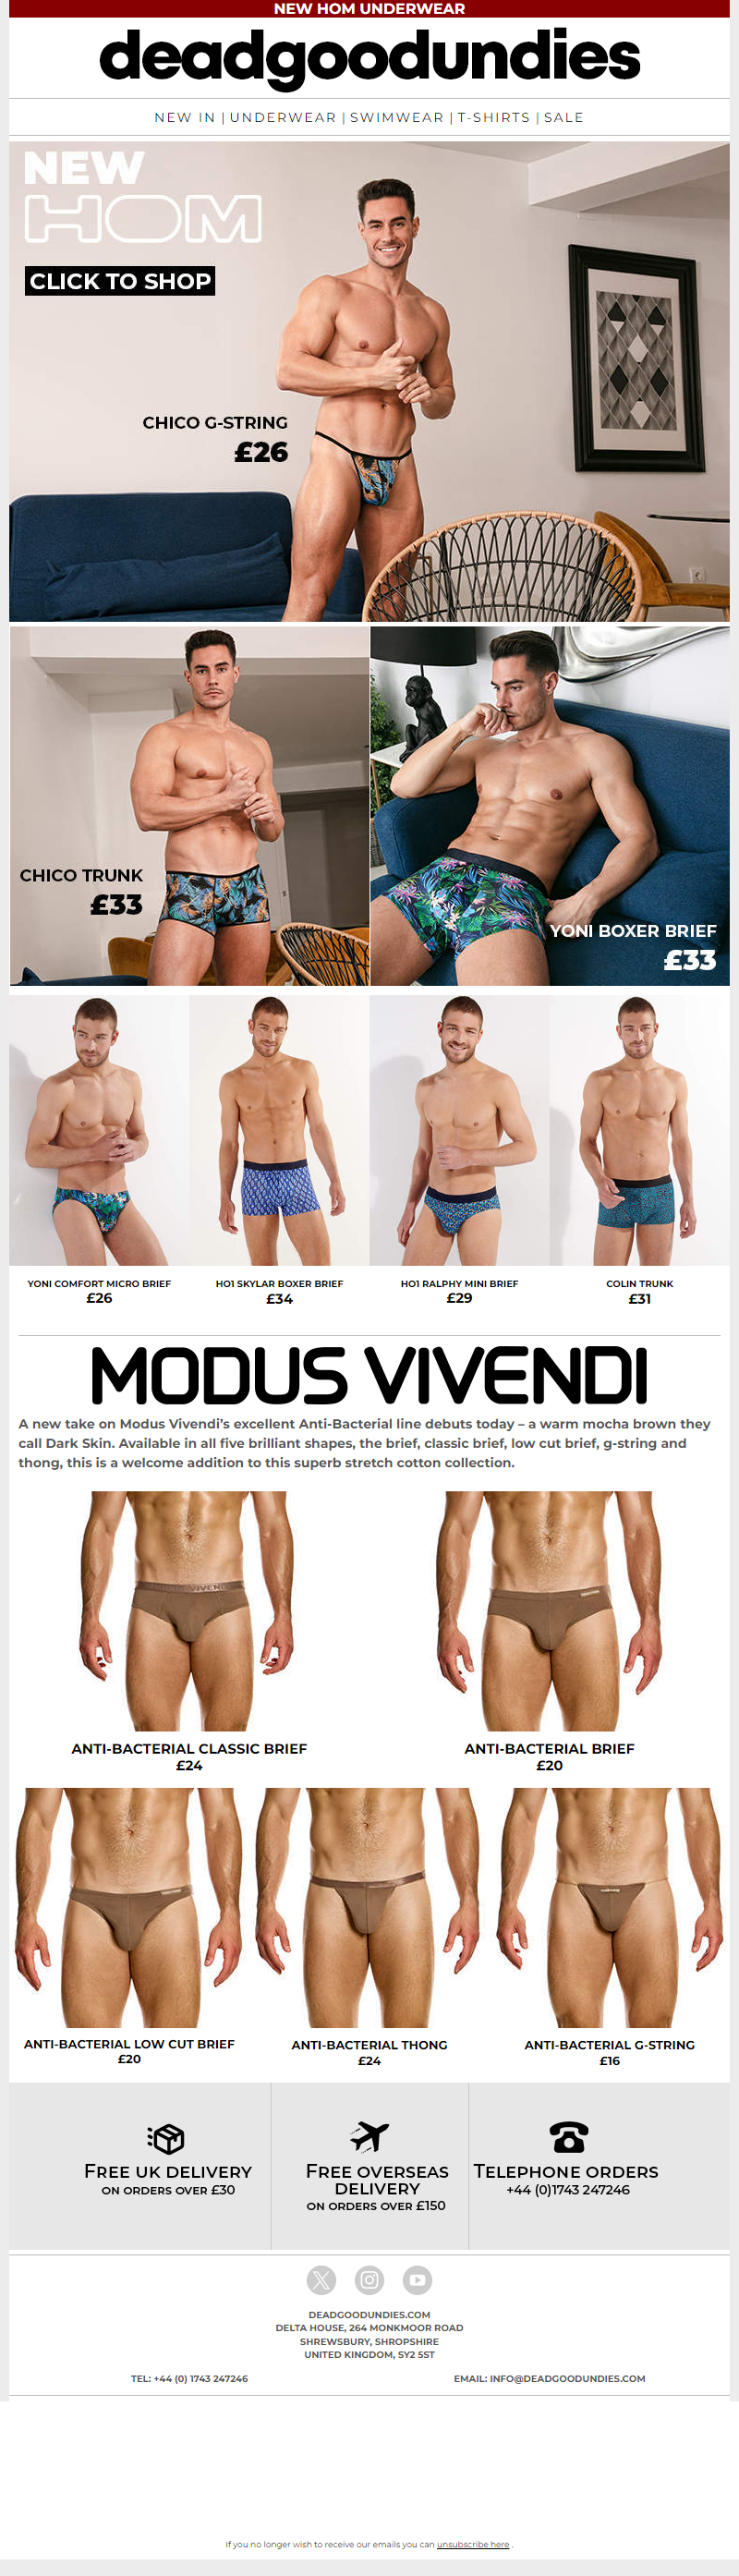 NEW HOM UNDERWEAR
deadgoodundies
NEW IN | UNDERWEAR | SWIMWEAR | T-SHIRTS | SALE
NEW
HOM
CLICK TO SHOP
CHICO G-STRING
£26
CHICO TRUNK
£33
YONI BOXER BRIEF
£33
YONI COMFORT MICRO BRIEF
£26
HO1 SKYLAR BOXER BRIEF
£34
HO1 RALPHY MINI BRIEF
£29
COLIN TRUNK
£31
MODUS VIVENDI
A new take on Modus Vivendi's excellent Anti-Bacterial line debuts today – a warm mocha brown they
call Dark Skin. Available in all five brilliant shapes, the brief, classic brief, low cut brief, g-string and
thong, this is a welcome addition to this superb stretch cotton collection.
ANTI-BACTERIAL CLASSIC BRIEF
£24
ANTI-BACTERIAL BRIEF
£20
ANTI-BACTERIAL LOW CUT BRIEF
£20
ANTI-BACTERIAL THONG
£24
ANTI-BACTERIAL G-STRING
£16
FREE UK DELIVERY
ON ORDERS OVER £30
FREE OVERSEAS
DELIVERY
ON ORDERS OVER £150
TELEPHONE ORDERS
+44 (0)1743 247246
DEADGOODUNDIES.COM
DELTA HOUSE, 264 MONKMOOR ROAD
SHREWSBURY, SHROPSHIRE
UNITED KINGDOM, SY2 5ST
TEL: +44 (0) 1743 247246
EMAIL: INFO@DEADGOODUNDIES.COM
If you no longer wish to receive our emails you can unsubscribe here .